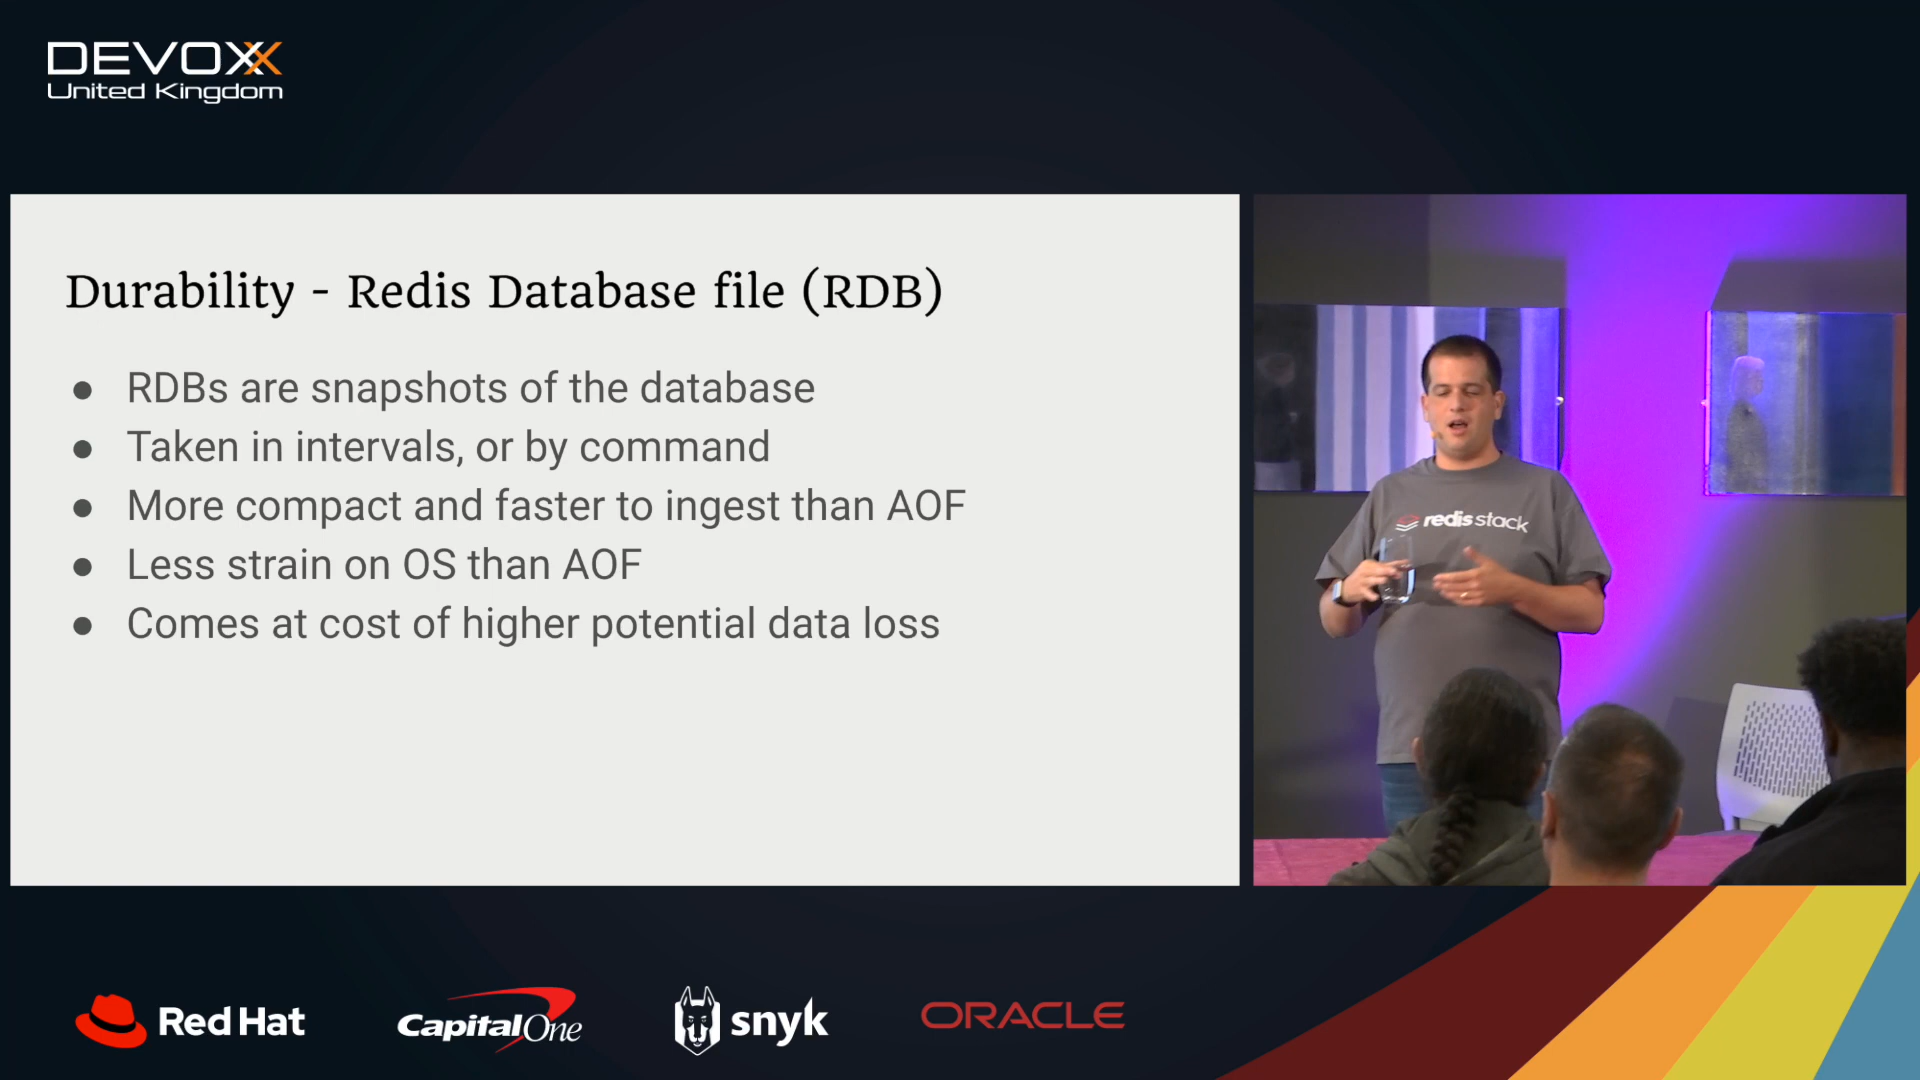 DEVOXX
United Kingdom
Durability - Redis Database file (RDB)
● RDBs are snapshots of the database
● Taken in intervals, or by command
● More compact and faster to ingest than AOF
● Less strain on OS than AOF
● Comes at cost of higher potential data loss
redis stack
Red Hat
Capital One
snyk
ORACLE